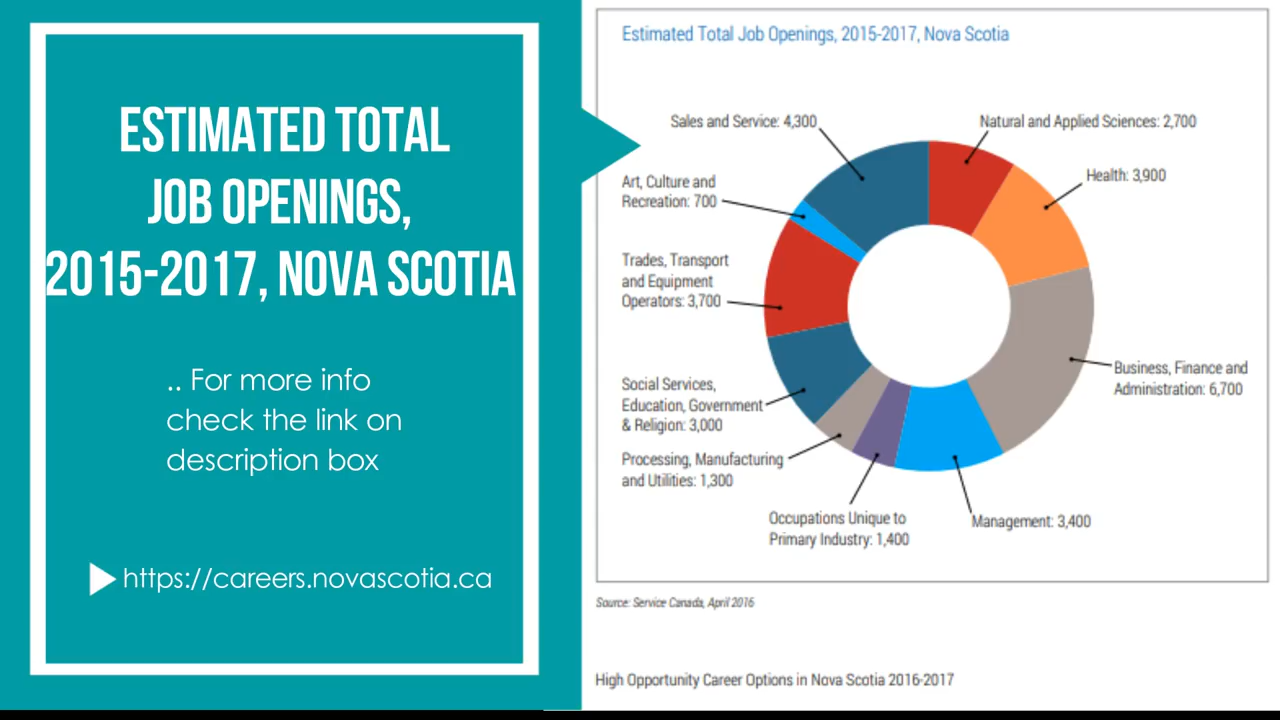 ESTIMATED TOTAL
JOB OPENINGS,
2015-2017, NOVA SCOTIA
.. For more info
check the link on
description box
https://careers.novascotia.ca
Estimated Total Job Openings, 2015-2017, Nova Scotia
Sales and Service: 4,300
Natural and Applied Sciences: 2,700
Health: 3,900
Art, Culture and
Recreation: 700
Trades, Transport
and Equipment
Operators: 3,700
Business, Finance and
Administration: 6,700
Social Services,
Education, Government
& Religion: 3,000
Processing, Manufacturing
and Utilities: 1,300
Occupations Unique to
Primary Industry: 1,400
Management: 3,400
Source: Service Canada, April 2016
High Opportunity Career Options in Nova Scotia 2016-2017